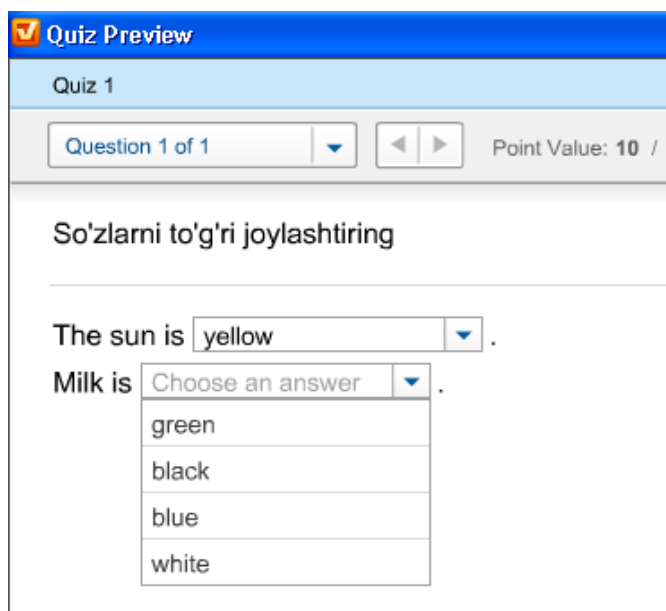 Quiz Preview
Quiz 1
Question 1 of 1 Point Value: 10 /
So'zlarni to'g'ri joylashtiring
The sun is yellow .
Milk is Choose an answer .
green
black
blue
white